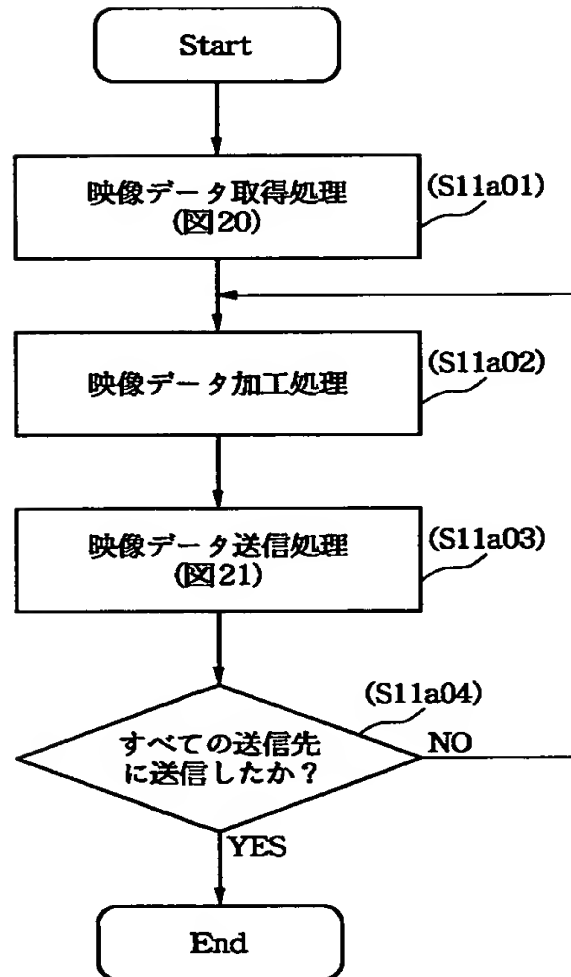 Start
映像データ取得処理
(図20)
(S11a01)
映像データ加工処理
(S11a02)
映像データ送信処理
(図21)
(S11a03)
(S11a04)
すべての送信先
に送信したか?
NO
YES
End